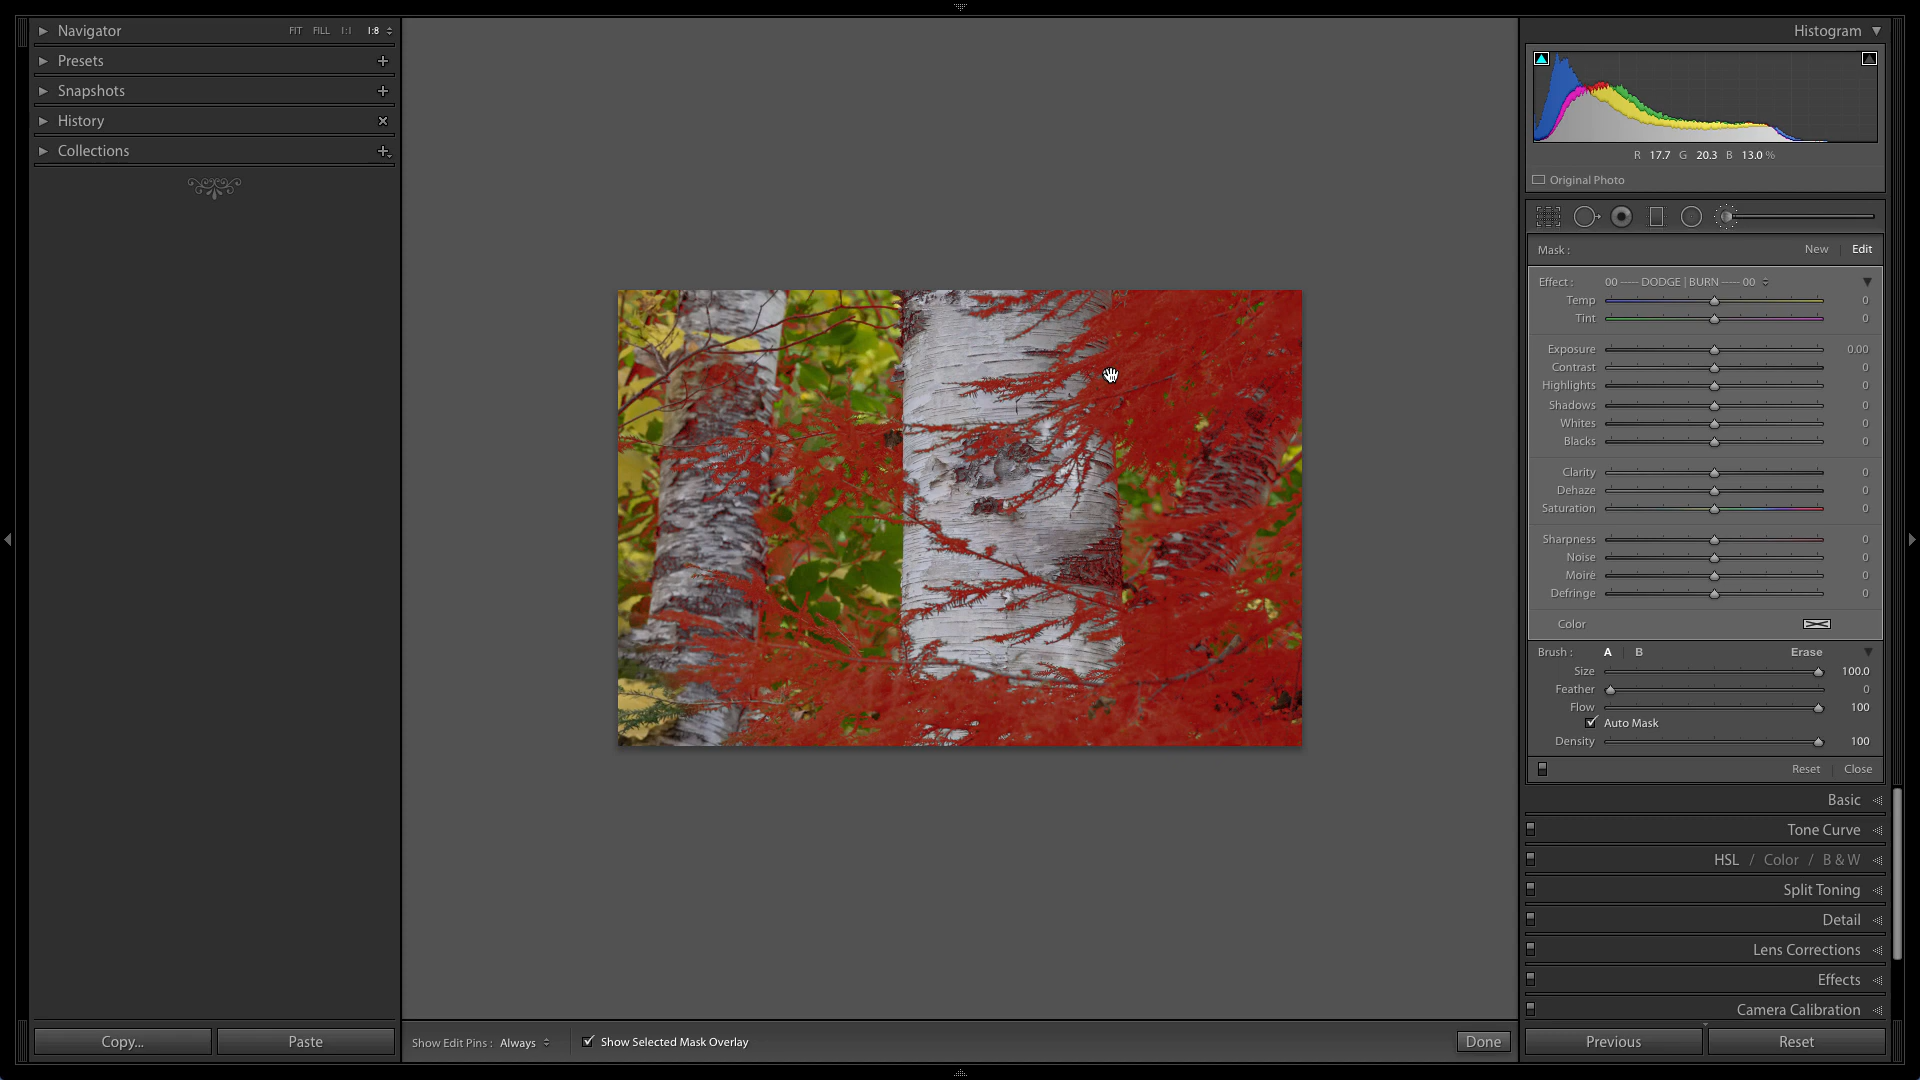 Navigator FIT FILL 1:1 1:8
Presets
Snapshots
History
Collections
Copy... Paste
Show Edit Pins : Always Show Selected Mask Overlay Done
Histogram
R 17.7 G 20.3 B 13.0 %
Original Photo
Mask : New Edit
Effect : 00 ----- DODGE | BURN ----- 00
Temp 0
Tint 0
Exposure 0.00
Contrast 0
Highlights 0
Shadows 0
Whites 0
Blacks 0
Clarity 0
Dehaze 0
Saturation 0
Sharpness 0
Noise 0
Moiré 0
Defringe 0
Color
Brush : A B Erase
Size 100.0
Feather 0
Flow 100
Auto Mask
Density 100
Reset Close
Basic
Tone Curve
HSL / Color / B & W
Split Toning
Detail
Lens Corrections
Effects
Camera Calibration
Previous Reset